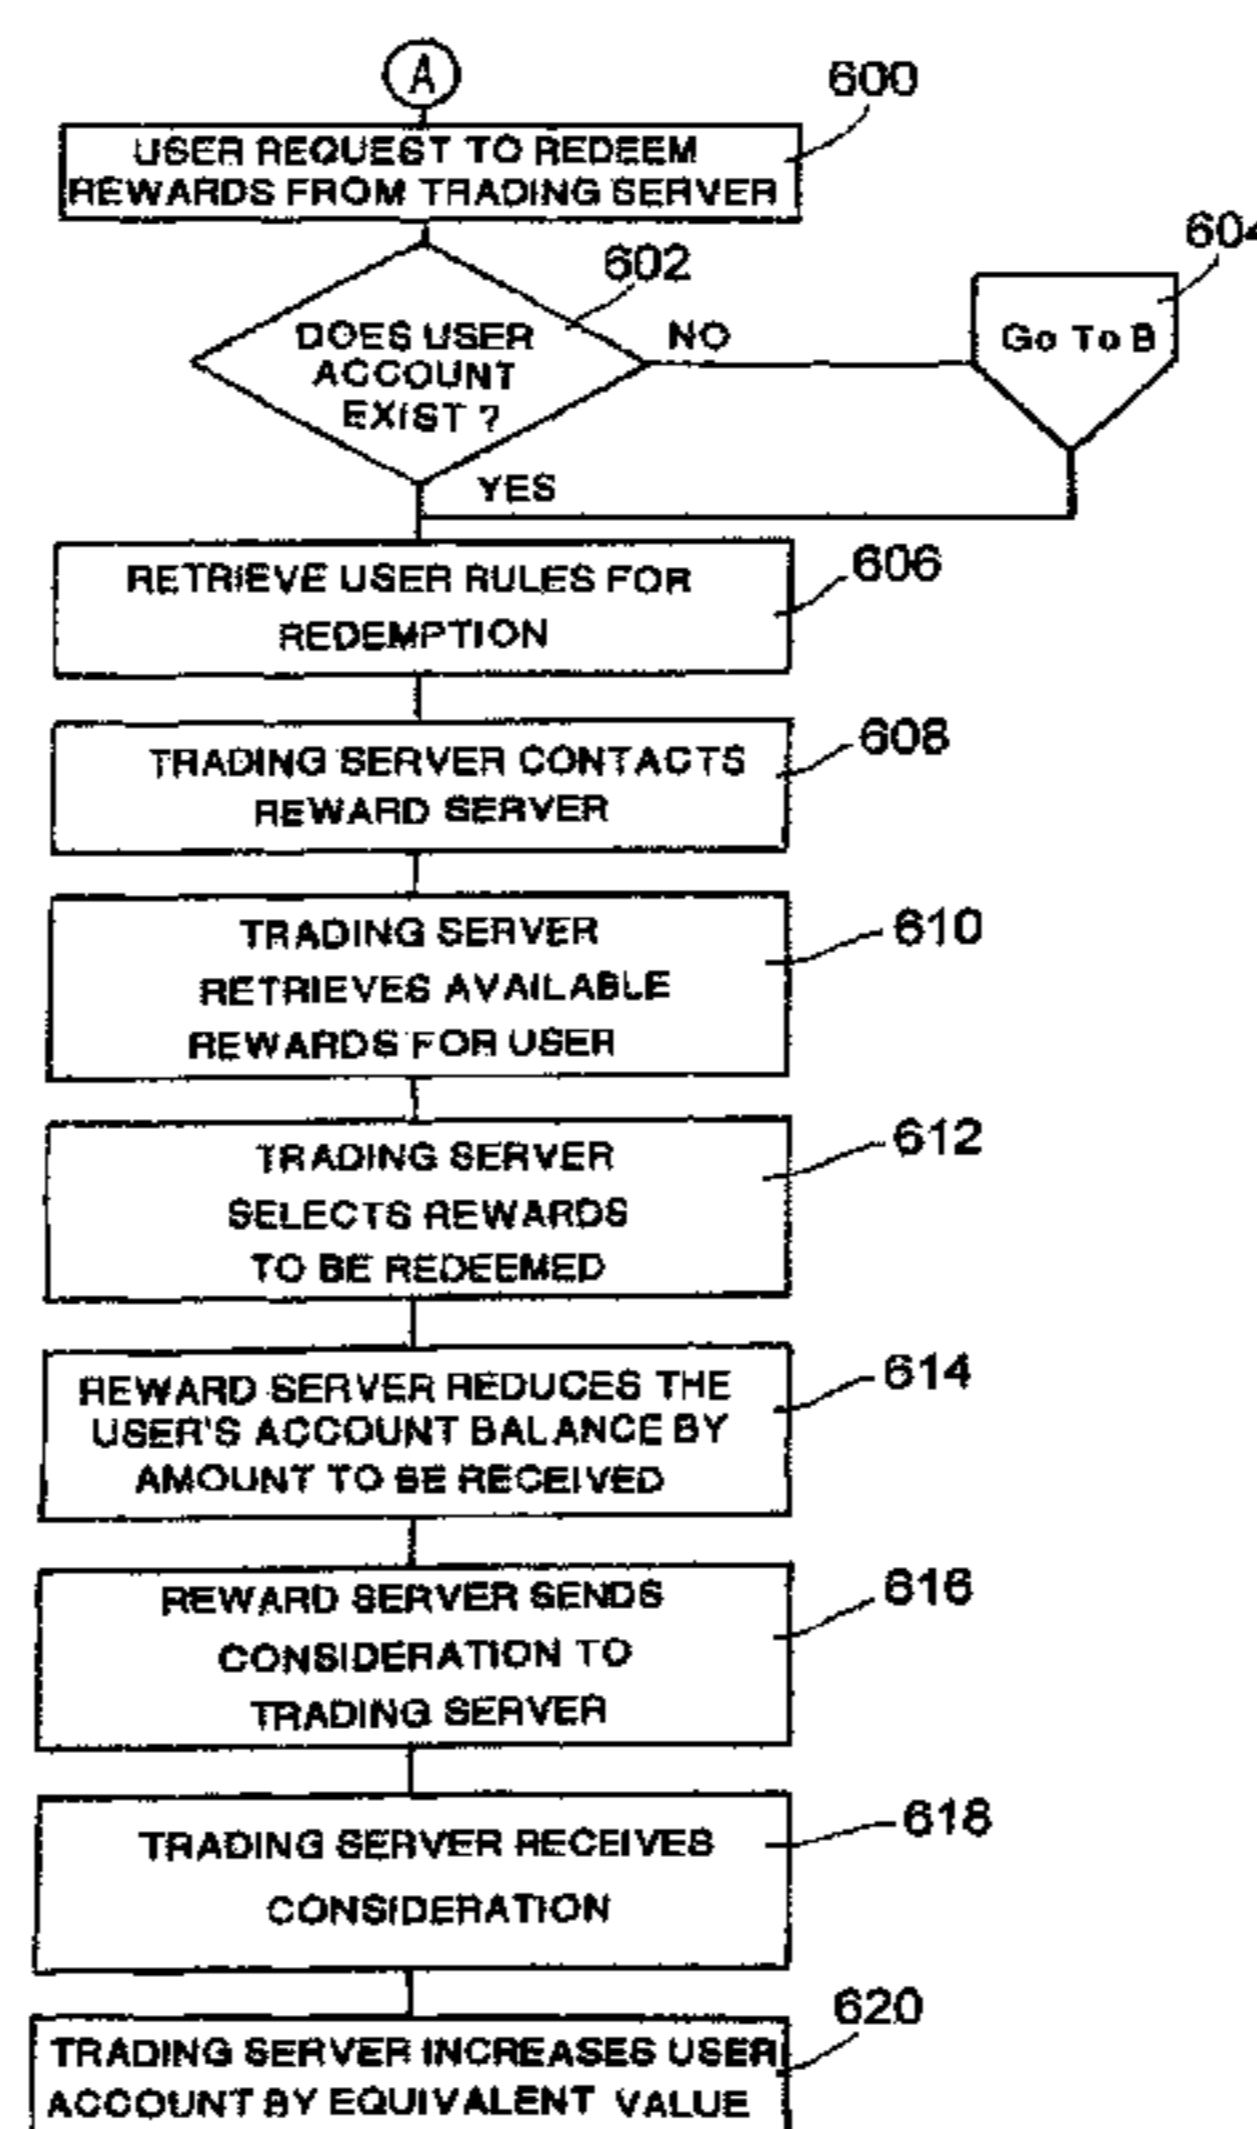 A
600
USER REQUEST TO REDEEM
REWARDS FROM TRADING SERVER
602
604
DOES USER
ACCOUNT
EXIST ?
NO
Go To B
YES
RETRIEVE USER RULES FOR
REDEMPTION
606
TRADING SERVER CONTACTS
REWARD SERVER
608
TRADING SERVER
RETRIEVES AVAILABLE
REWARDS FOR USER
610
TRADING SERVER
SELECTS REWARDS
TO BE REDEEMED
612
REWARD SERVER REDUCES THE
USER'S ACCOUNT BALANCE BY
AMOUNT TO BE RECEIVED
614
REWARD SERVER SENDS
CONSIDERATION TO
TRADING SERVER
616
TRADING SERVER RECEIVES
CONSIDERATION
618
620
TRADING SERVER INCREASES USER
ACCOUNT BY EQUIVALENT VALUE